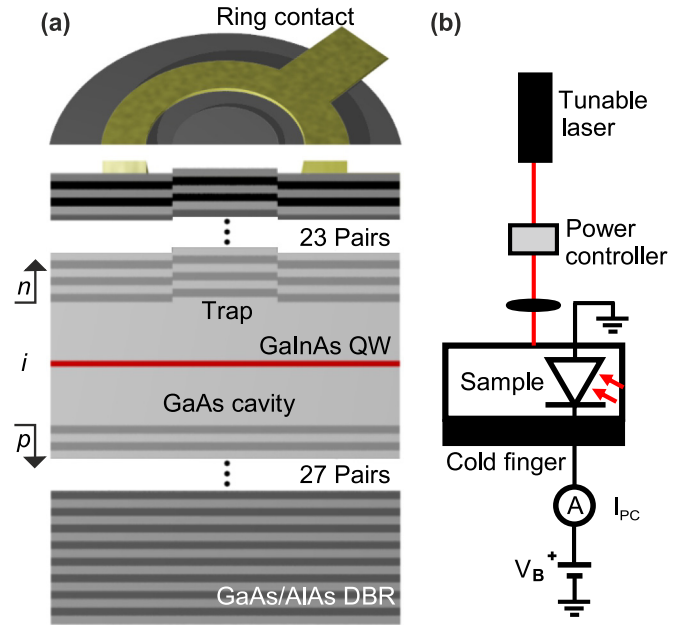 (a)
Ring contact
23 Pairs
n
Trap
GaInAs QW
i
GaAs cavity
p
27 Pairs
GaAs/AlAs DBR
(b)
Tunable
laser
Power
controller
Sample
Cold finger
A
I_PC
+
V_B